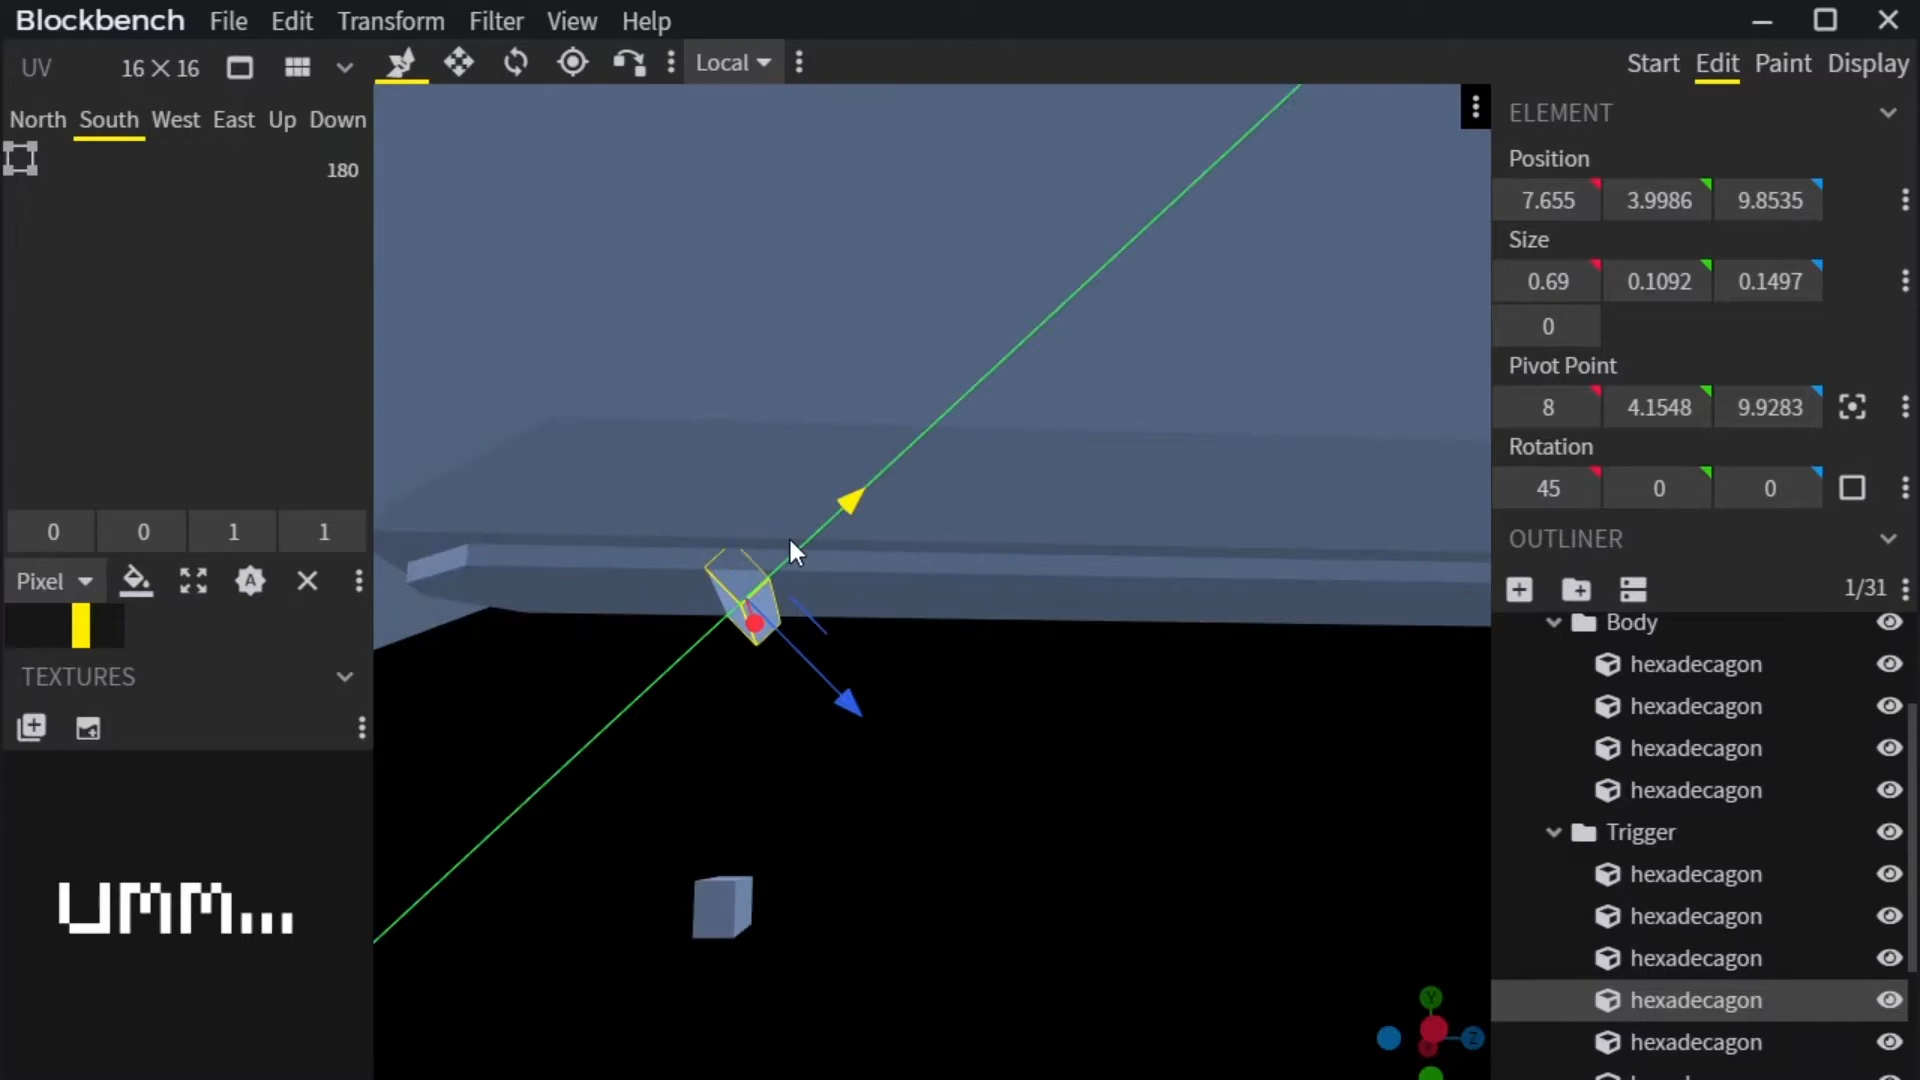 Blockbench File Edit Transform Filter View Help
UV 16 × 16 Local Start Edit Paint Display
North South West East Up Down
180
ELEMENT
Position
7.655 3.9986 9.8535
Size
0.69 0.1092 0.1497
0
Pivot Point
8 4.1548 9.9283
Rotation
45 0 0
0 0 1 1
Pixel
TEXTURES
UMM...
OUTLINER
1/31
Body
hexadecagon
hexadecagon
hexadecagon
hexadecagon
Trigger
hexadecagon
hexadecagon
hexadecagon
hexadecagon
hexadecagon
Y
Z